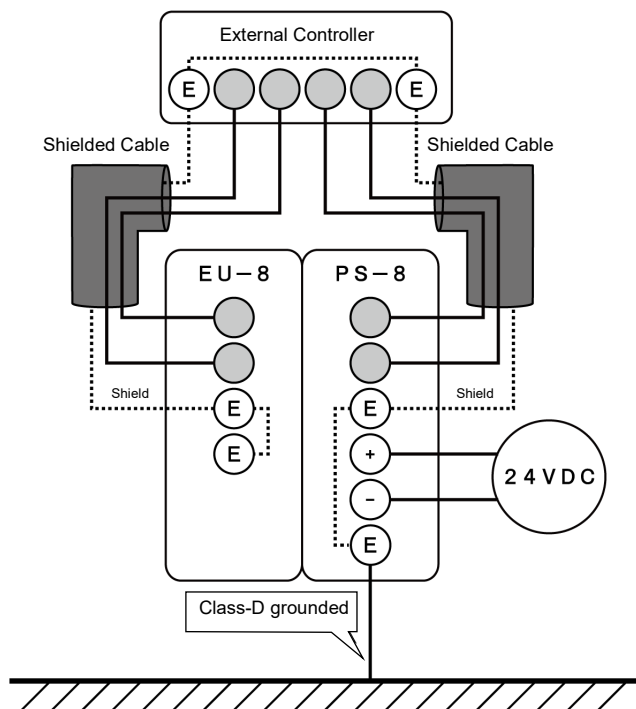 External Controller
E
E
Shielded Cable
Shielded Cable
EU-8
PS-8
Shield
E
E
Shield
E
+
-
24VDC
E
Class-D grounded